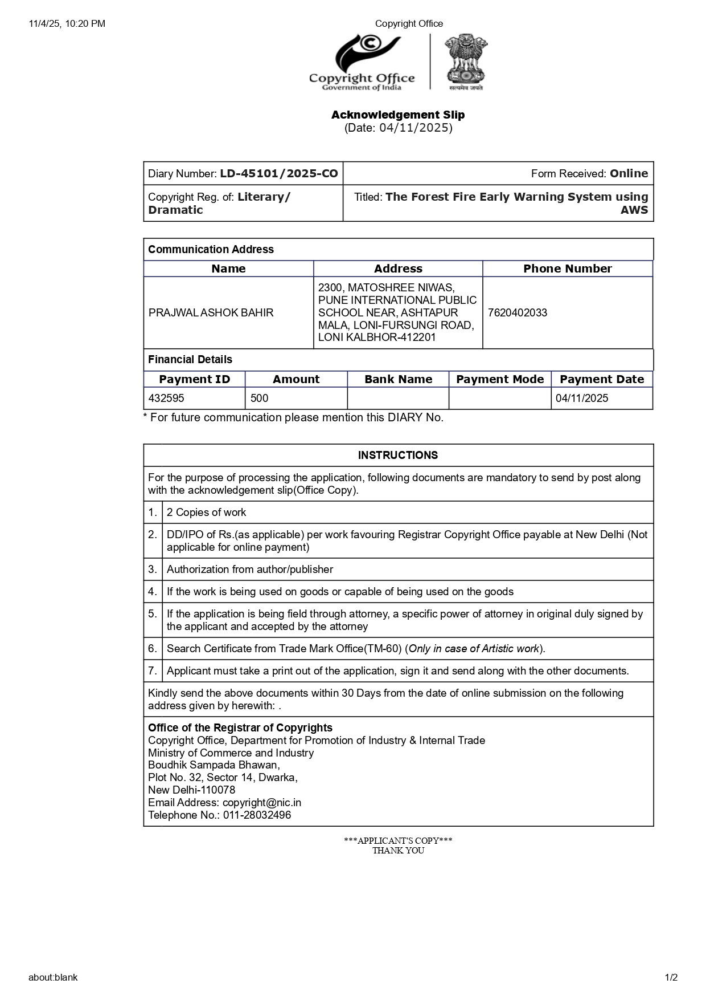 11/4/25, 10:20 PM
Copyright Office
Copyright Office
Government of India
सत्यमेव जयते
Acknowledgement Slip
(Date: 04/11/2025)
Diary Number: LD-45101/2025-CO
Form Received: Online
Copyright Reg. of: Literary/
Dramatic
Titled: The Forest Fire Early Warning System using
AWS
Communication Address
Name
Address
Phone Number
PRAJWAL ASHOK BAHIR
2300, MATOSHREE NIWAS,
PUNE INTERNATIONAL PUBLIC
SCHOOL NEAR, ASHTAPUR
MALA, LONI-FURSUNGI ROAD,
LONI KALBHOR-412201
7620402033
Financial Details
Payment ID
Amount
Bank Name
Payment Mode
Payment Date
432595
500
04/11/2025
* For future communication please mention this DIARY No.
INSTRUCTIONS
For the purpose of processing the application, following documents are mandatory to send by post along
with the acknowledgement slip(Office Copy).
1. 2 Copies of work
2. DD/IPO of Rs.(as applicable) per work favouring Registrar Copyright Office payable at New Delhi (Not
applicable for online payment)
3. Authorization from author/publisher
4. If the work is being used on goods or capable of being used on the goods
5. If the application is being field through attorney, a specific power of attorney in original duly signed by
the applicant and accepted by the attorney
6. Search Certificate from Trade Mark Office(TM-60) (Only in case of Artistic work).
7. Applicant must take a print out of the application, sign it and send along with the other documents.
Kindly send the above documents within 30 Days from the date of online submission on the following
address given by herewith: .
Office of the Registrar of Copyrights
Copyright Office, Department for Promotion of Industry & Internal Trade
Ministry of Commerce and Industry
Boudhik Sampada Bhawan,
Plot No. 32, Sector 14, Dwarka,
New Delhi-110078
Email Address: copyright@nic.in
Telephone No.: 011-28032496
***APPLICANT'S COPY***
THANK YOU
about:blank
1/2